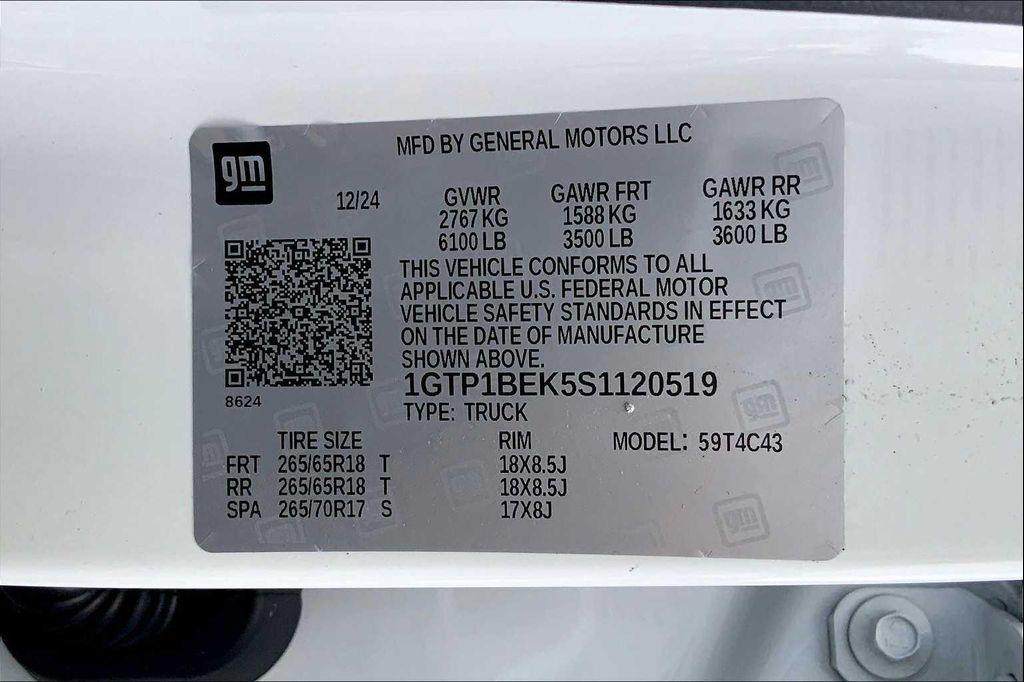 gm
MFD BY GENERAL MOTORS LLC
12/24
GVWR GAWR FRT GAWR RR
2767 KG 1588 KG 1633 KG
6100 LB 3500 LB 3600 LB
THIS VEHICLE CONFORMS TO ALL
APPLICABLE U.S. FEDERAL MOTOR
VEHICLE SAFETY STANDARDS IN EFFECT
ON THE DATE OF MANUFACTURE
SHOWN ABOVE.
1GTP1BEK5S1120519
8624
TYPE: TRUCK
TIRE SIZE RIM MODEL: 59T4C43
FRT 265/65R18 T 18X8.5J
RR 265/65R18 T 18X8.5J
SPA 265/70R17 S 17X8J